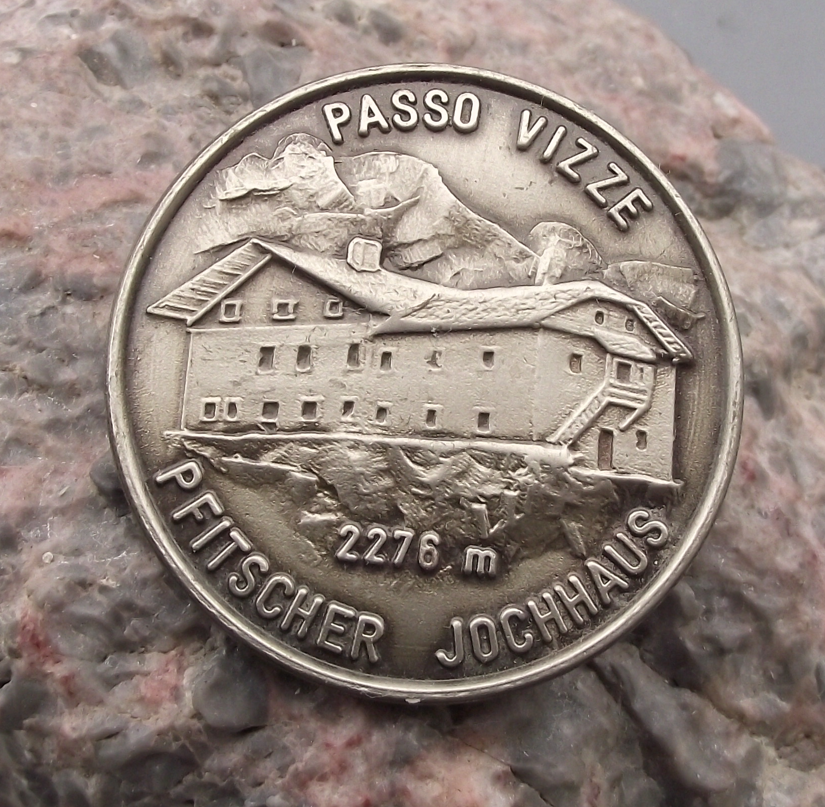 PASSO VIZZE
2276 m
PFITSCHER JOCHHAUS